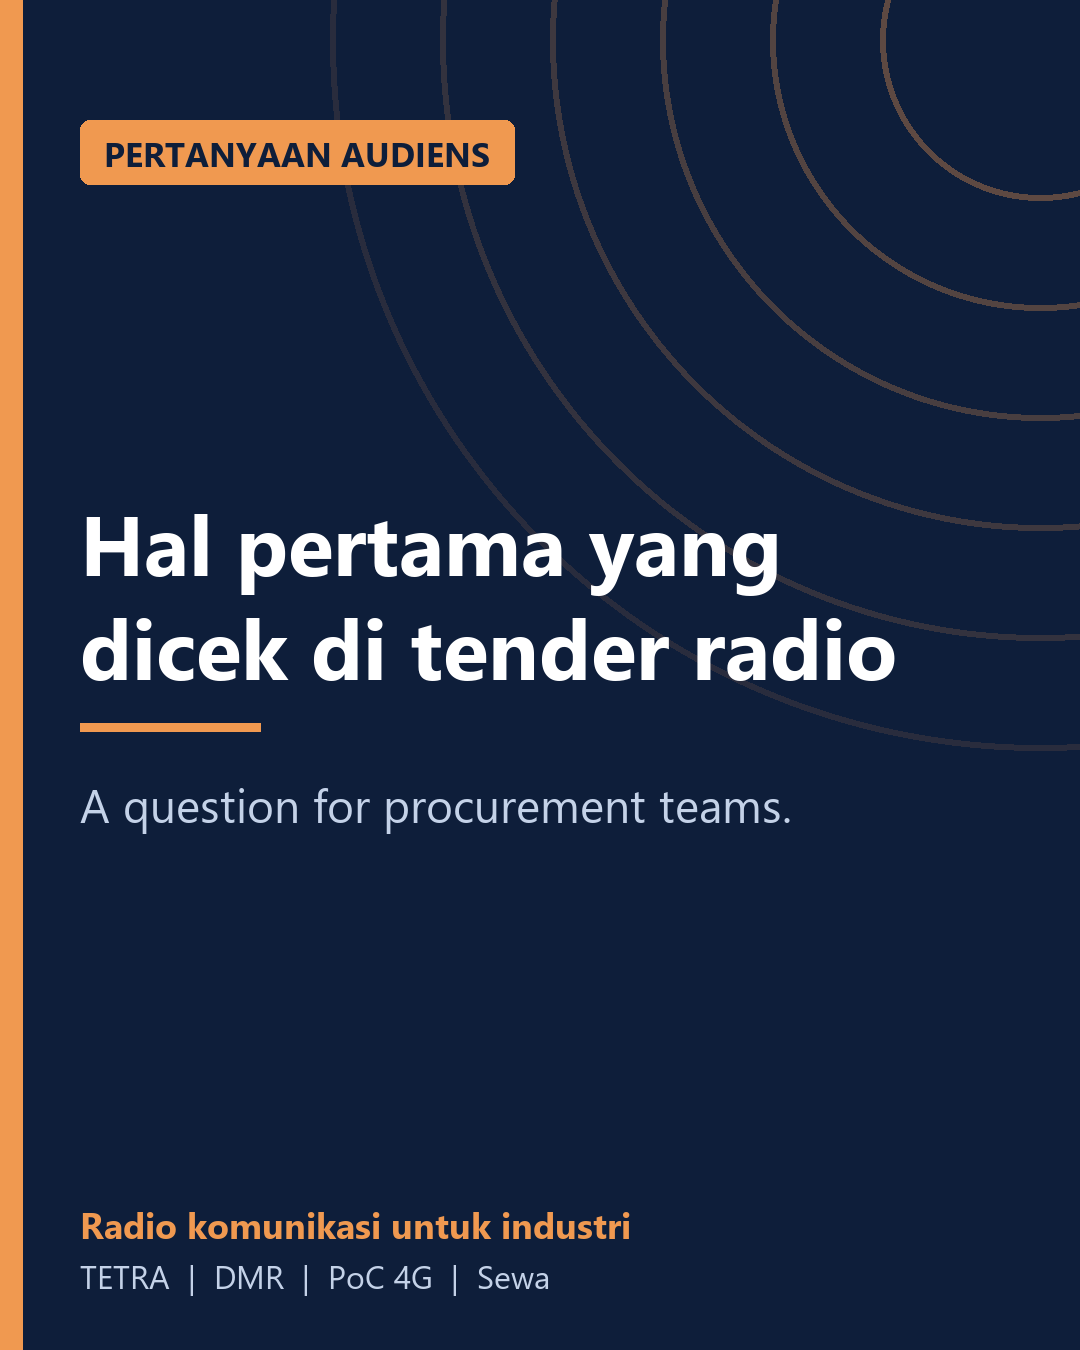 PERTANYAAN AUDIENS
Hal pertama yang
dicek di tender radio
A question for procurement teams.
Radio komunikasi untuk industri
TETRA | DMR | PoC 4G | Sewa